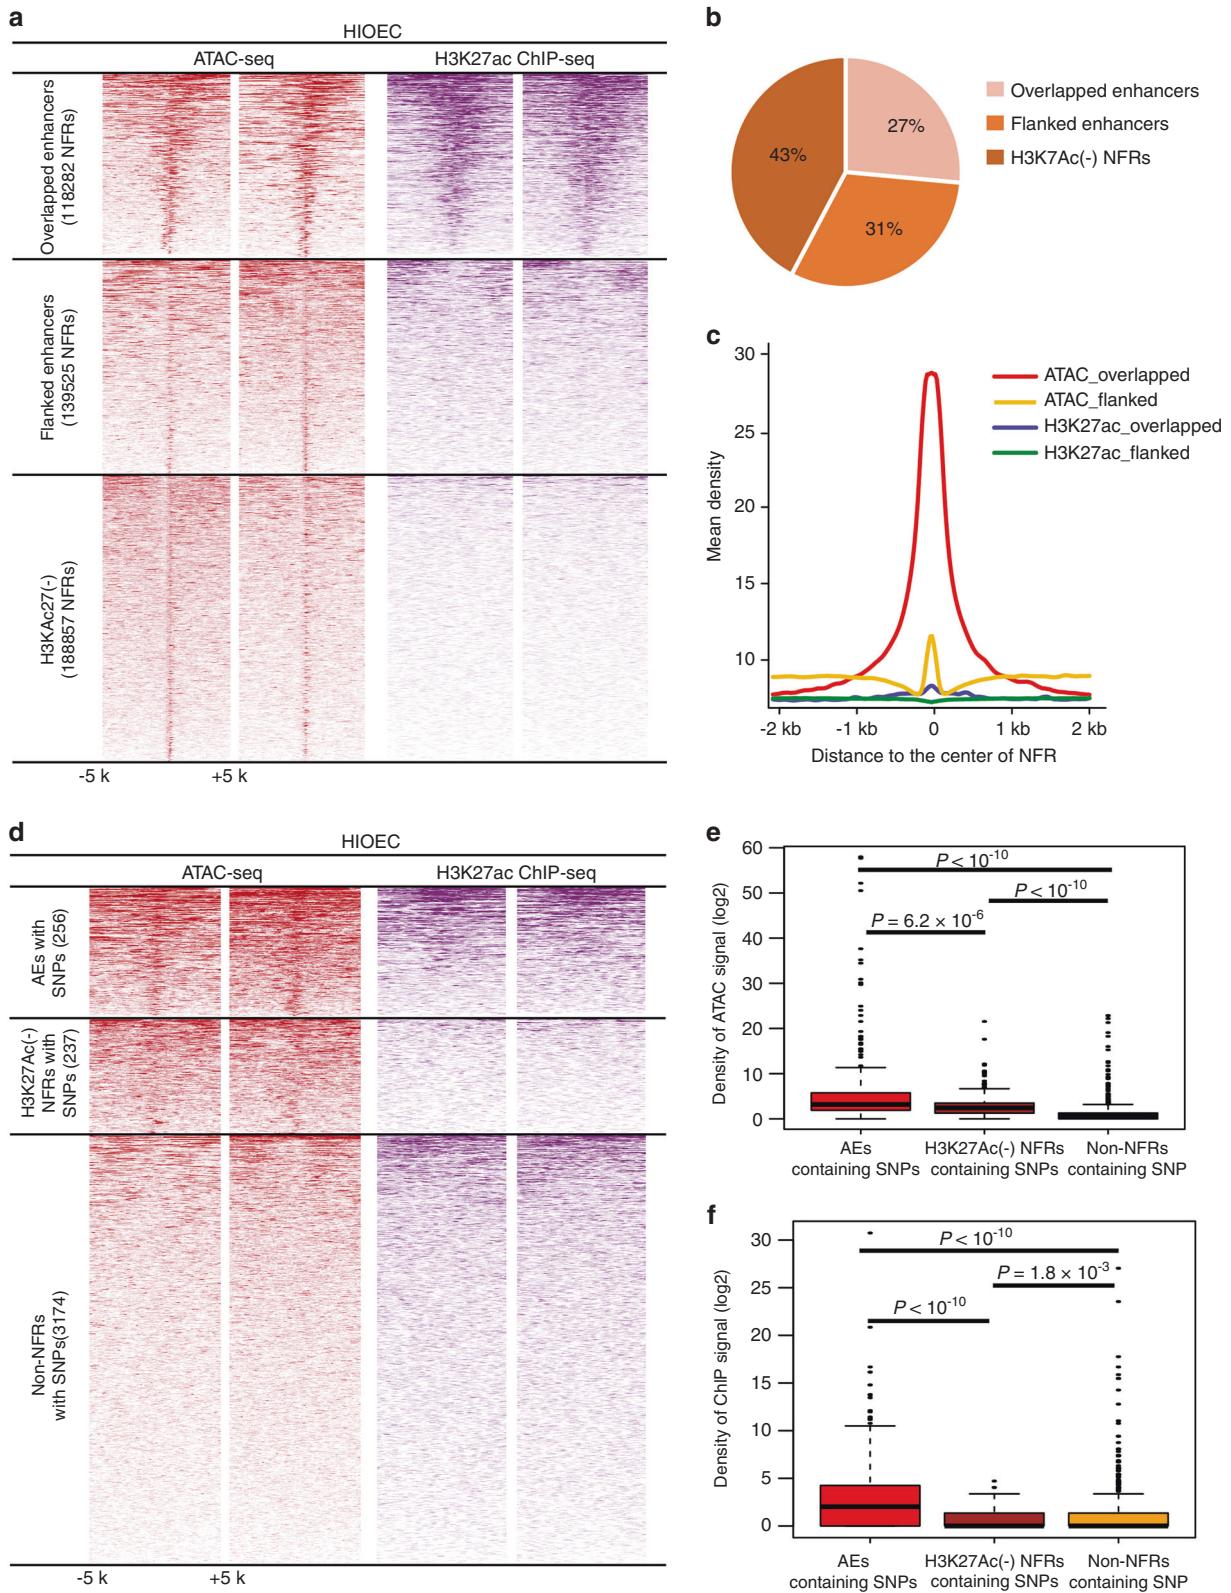 a
HIOEC
ATAC-seq
H3K27ac ChIP-seq
Overlapped enhancers
(118282 NFRs)
Flanked enhancers
(139525 NFRs)
H3KAc27(-)
(188857 NFRs)
-5 k
+5 k
b
27%
43%
31%
Overlapped enhancers
Flanked enhancers
H3K7Ac(-) NFRs
c
30
25
20
15
10
Mean density
ATAC_overlapped
ATAC_flanked
H3K27ac_overlapped
H3K27ac_flanked
-2 kb
-1 kb
0
1 kb
2 kb
Distance to the center of NFR
d
HIOEC
ATAC-seq
H3K27ac ChIP-seq
AEs with
SNPs (256)
H3K27Ac(-)
NFRs with
SNPs (237)
Non-NFRs
with SNPs(3174)
-5 k
+5 k
e
60
50
40
30
20
10
0
Density of ATAC signal (log2)
P < 10-10
P < 10-10
P = 6.2 × 10-6
AEs
containing SNPs
H3K27Ac(-) NFRs
containing SNPs
Non-NFRs
containing SNP
f
30
25
20
15
10
5
0
Density of ChIP signal (log2)
P < 10-10
P = 1.8 × 10-3
P < 10-10
AEs
containing SNPs
H3K27Ac(-) NFRs
containing SNPs
Non-NFRs
containing SNP